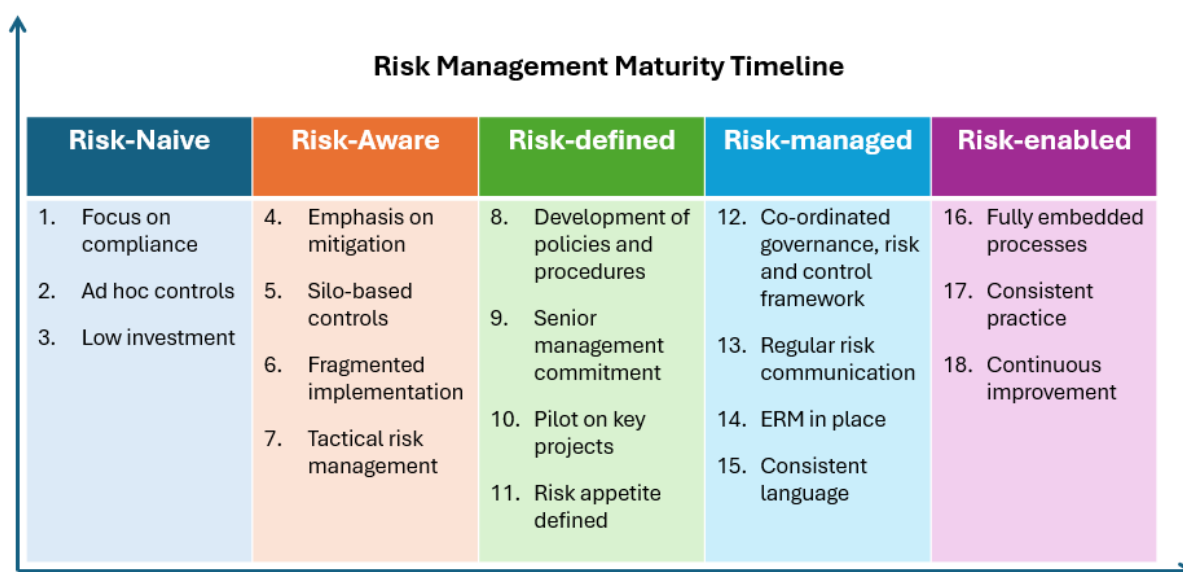 Risk Management Maturity Timeline
Risk-Naive
Risk-Aware
Risk-defined
Risk-managed
Risk-enabled
1. Focus on
compliance
2. Ad hoc controls
3. Low investment
4. Emphasis on
mitigation
5. Silo-based
controls
6. Fragmented
implementation
7. Tactical risk
management
8. Development of
policies and
procedures
9. Senior
management
commitment
10. Pilot on key
projects
11. Risk appetite
defined
12. Co-ordinated
governance, risk
and control
framework
13. Regular risk
communication
14. ERM in place
15. Consistent
language
16. Fully embedded
processes
17. Consistent
practice
18. Continuous
improvement